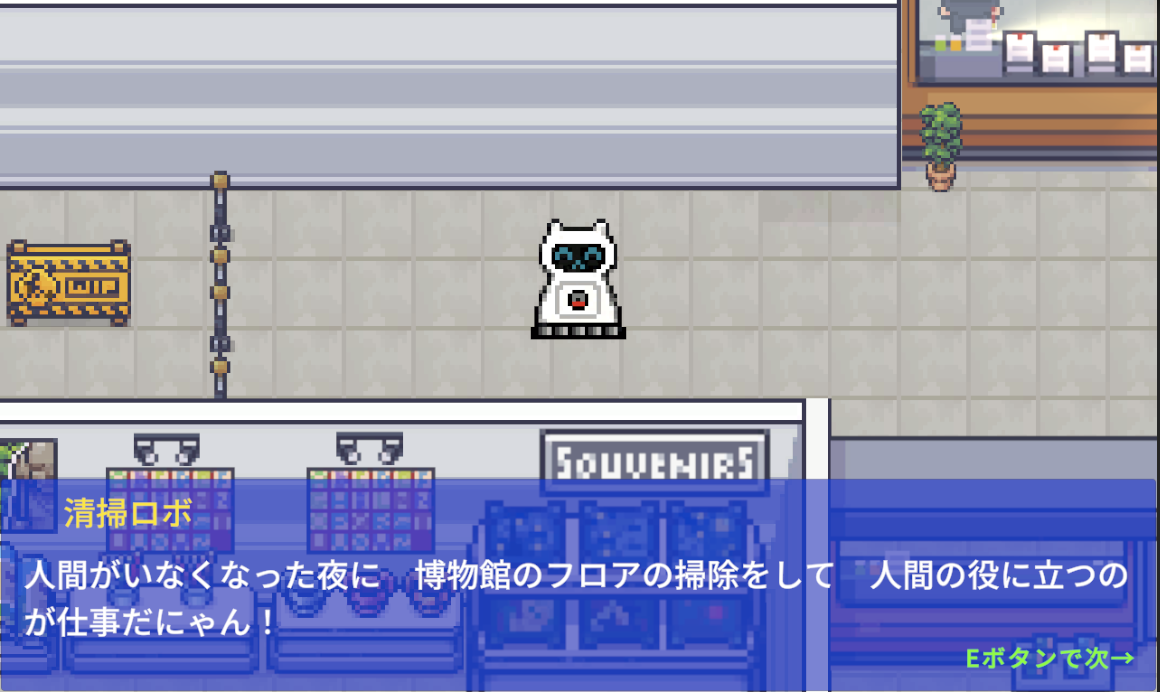 WIP
SOUVENIRS
清掃ロボ
人間がいなくなった夜に　博物館のフロアの掃除をして　人間の役に立つの
が仕事だにゃん！
Eボタンで次→